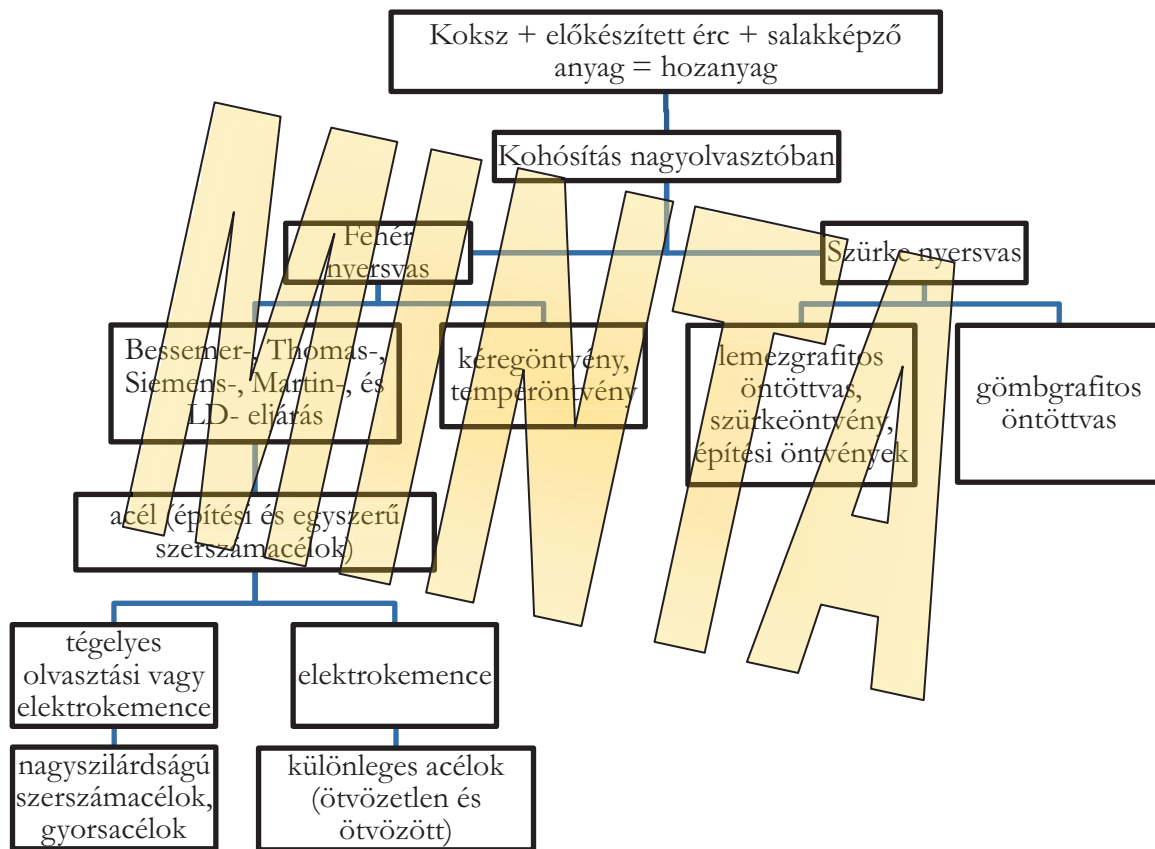 Koksz + előkészített érc + salakképző
anyag = hozanyag
Kohósítás nagyolvasztóban
Fehér
nyersvas
Szürke nyersvas
Bessemer-, Thomas-,
Siemens-, Martin-, és
LD- eljárás
kéregöntvény,
temperöntvény
lemezgrafitos
öntöttvas,
szürkeöntvény,
építési öntvények
gömbgrafitos
öntöttvas
acél (építési és egyszerű
szerszámacélok)
tégelyes
olvasztási vagy
elektrokemence
elektrokemence
nagyszilárdságú
szerszámacélok,
gyorsacélok
különleges acélok
(ötvözetlen és
ötvözött)
MINTA